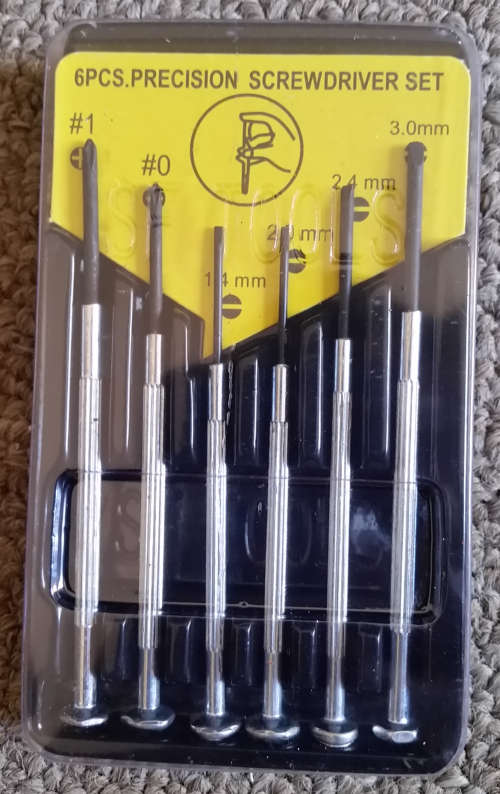 6PCS.PRECISION SCREWDRIVER SET
#1
#0
1.4 mm
2.0 mm
2.4 mm
3.0mm